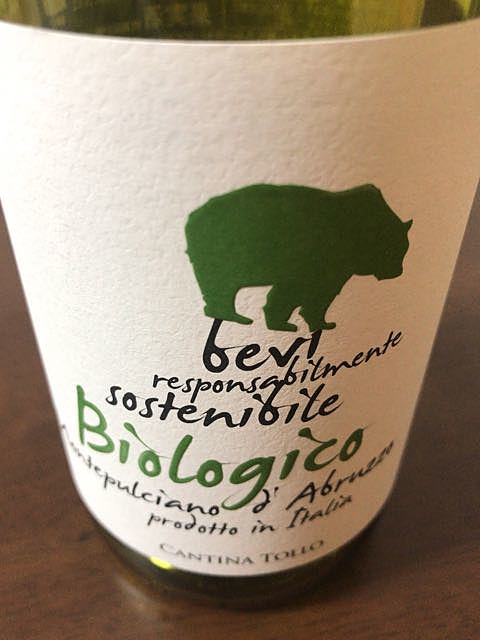 bevi
responsabilmente
sostenibile
Biologico
Montepulciano d'Abruzzo
prodotto in Italia
CANTINA TOLLO